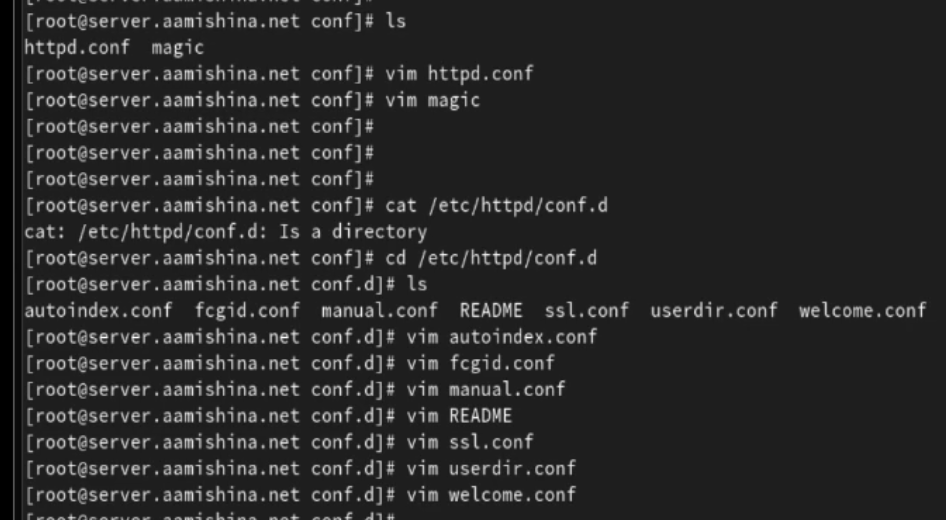 [root@server.aamishina.net conf]# ls
httpd.conf  magic
[root@server.aamishina.net conf]# vim httpd.conf
[root@server.aamishina.net conf]# vim magic
[root@server.aamishina.net conf]#
[root@server.aamishina.net conf]#
[root@server.aamishina.net conf]#
[root@server.aamishina.net conf]# cat /etc/httpd/conf.d
cat: /etc/httpd/conf.d: Is a directory
[root@server.aamishina.net conf]# cd /etc/httpd/conf.d
[root@server.aamishina.net conf.d]# ls
autoindex.conf  fcgid.conf  manual.conf  README  ssl.conf  userdir.conf  welcome.conf
[root@server.aamishina.net conf.d]# vim autoindex.conf
[root@server.aamishina.net conf.d]# vim fcgid.conf
[root@server.aamishina.net conf.d]# vim manual.conf
[root@server.aamishina.net conf.d]# vim README
[root@server.aamishina.net conf.d]# vim ssl.conf
[root@server.aamishina.net conf.d]# vim userdir.conf
[root@server.aamishina.net conf.d]# vim welcome.conf
[root@server.aamishina.net conf.d]#